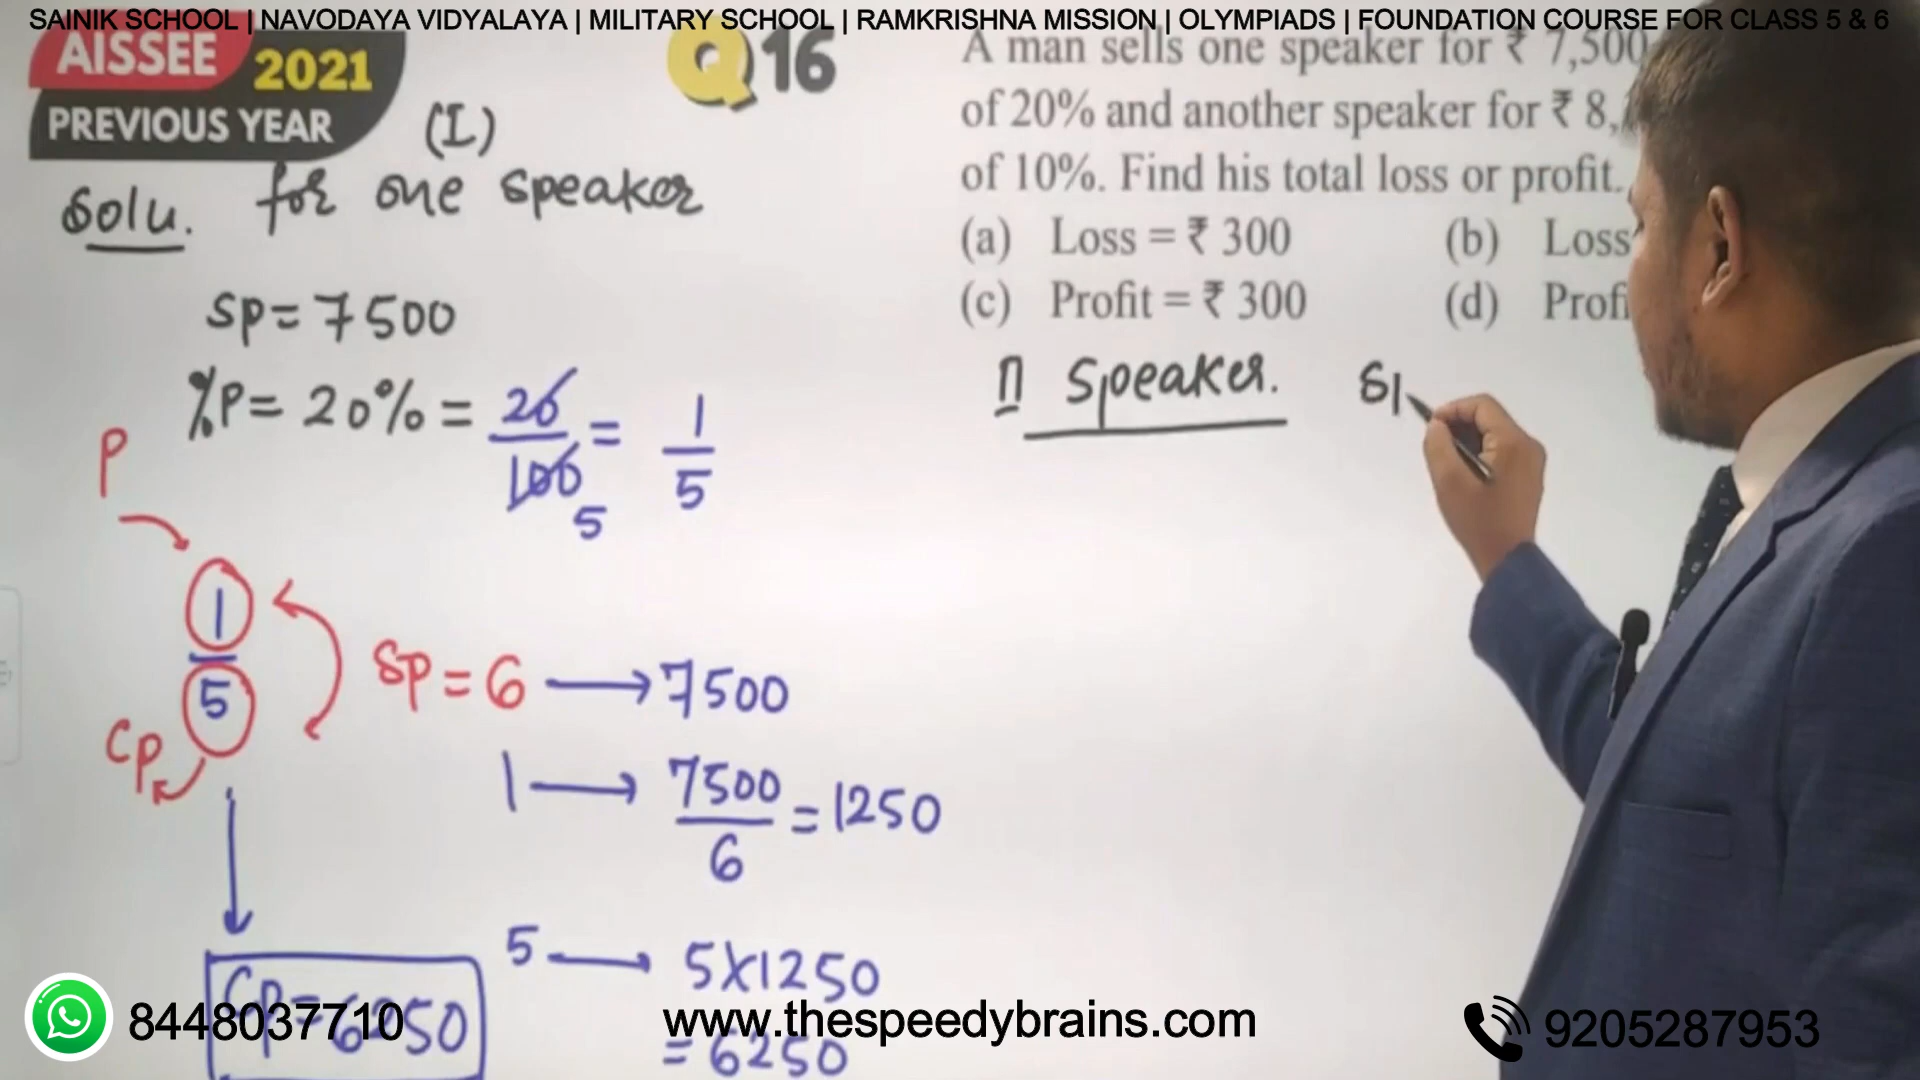 SAINIK SCHOOL | NAVODAYA VIDYALAYA | MILITARY SCHOOL | RAMKRISHNA MISSION | OLYMPIADS | FOUNDATION COURSE FOR CLASS 5 & 6
AISSEE 2021
PREVIOUS YEAR
Q 16
A man sells one speaker for ₹ 7,500
of 20% and another speaker for ₹ 8,
of 10%. Find his total loss or profit.
(a) Loss = ₹ 300 (b) Loss
(c) Profit = ₹ 300 (d) Profi
(I)
Solu. for one speaker
SP = 7500
%P = 20% = 20/100 = 1/5
5
P
1/5
CP
SP = 6 → 7500
1 → 7500/6 = 1250
5 → 5X1250
= 6250
CP = 6250
II Speaker. SP
8448037710
www.thespeedybrains.com
9205287953